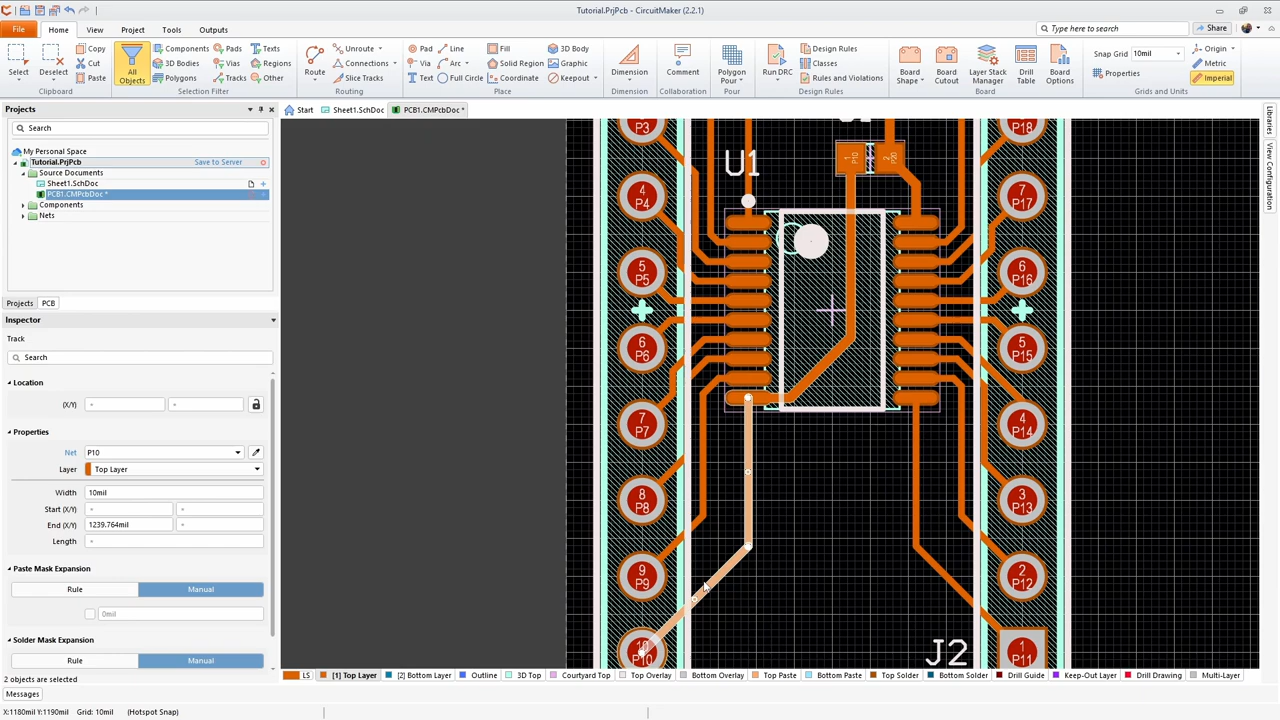 Tutorial.PrjPcb - CircuitMaker (2.2.1)
File
Home
View
Project
Tools
Outputs
Type here to search
Share
Select
Deselect
Copy
Cut
Paste
Clipboard
All Objects
Components
3D Bodies
Polygons
Pads
Vias
Tracks
Texts
Regions
Other
Selection Filter
Route
Unroute
Connections
Slice Tracks
Routing
Pad
Via
Text
Line
Arc
Full Circle
Fill
Solid Region
Coordinate
3D Body
Graphic
Keepout
Place
Dimension
Dimension
Comment
Collaboration
Polygon Pour
Pour
Run DRC
Design Rules
Classes
Rules and Violations
Design Rules
Board Shape
Board Cutout
Layer Stack Manager
Drill Table
Board Options
Board
Snap Grid 10mil
Properties
Origin
Metric
Imperial
Grids and Units
Projects
Search
My Personal Space
Tutorial.PrjPcb Save to Server
Source Documents
Sheet1.SchDoc
PCB1.CMPcbDoc *
Components
Nets
Projects PCB
Inspector
Track
Search
Location
(X/Y) * *
Properties
Net P10
Layer Top Layer
Width 10mil
Start (X/Y) * *
End (X/Y) 1239.764mil *
Length *
Paste Mask Expansion
Rule Manual
0mil
Solder Mask Expansion
Rule Manual
2 objects are selected
Start Sheet1.SchDoc PCB1.CMPcbDoc *
P3
4
P4
5
P5
6
P6
7
P7
8
P8
9
P9
10
P10
U1
1
P10
2
P20
P18
7
P17
6
P16
5
P15
4
P14
3
P13
2
P12
1
P11
J2
Libraries
View Configuration
LS [1] Top Layer [2] Bottom Layer Outline 3D Top Courtyard Top Top Overlay Bottom Overlay Top Paste Bottom Paste Top Solder Bottom Solder Drill Guide Keep-Out Layer Drill Drawing Multi-Layer
Messages
X:1180mil Y:1190mil Grid: 10mil (Hotspot Snap)